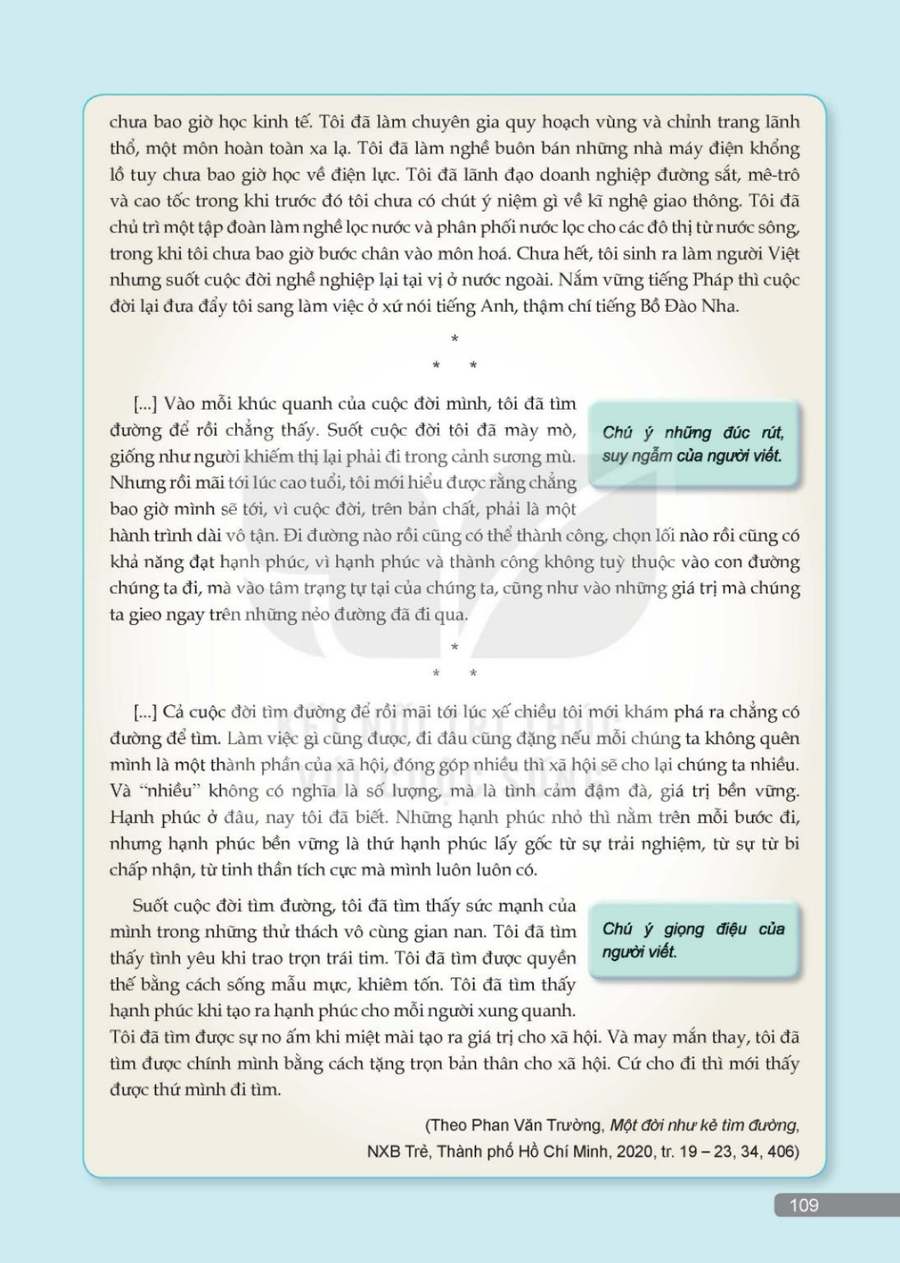 chưa bao giờ học kinh tế. Tôi đã làm chuyên gia quy hoạch vùng và chỉnh trang lãnh
thổ, một môn hoàn toàn xa lạ. Tôi đã làm nghề buôn bán những nhà máy điện khổng
lồ tuy chưa bao giờ học về điện lực. Tôi đã lãnh đạo doanh nghiệp đường sắt, mê-trô
và cao tốc trong khi trước đó tôi chưa có chút ý niệm gì về kĩ nghệ giao thông. Tôi đã
chủ trì một tập đoàn làm nghề lọc nước và phân phối nước lọc cho các đô thị từ nước sông,
trong khi tôi chưa bao giờ bước chân vào môn hoá. Chưa hết, tôi sinh ra làm người Việt
nhưng suốt cuộc đời nghề nghiệp lại tại vị ở nước ngoài. Nắm vững tiếng Pháp thì cuộc
đời lại đưa đẩy tôi sang làm việc ở xứ nói tiếng Anh, thậm chí tiếng Bồ Đào Nha.
*
* *
[...] Vào mỗi khúc quanh của cuộc đời mình, tôi đã tìm
đường để rồi chẳng thấy. Suốt cuộc đời tôi đã mày mò,
giống như người khiếm thị lại phải đi trong cảnh sương mù.
Nhưng rồi mãi tới lúc cao tuổi, tôi mới hiểu được rằng chẳng
bao giờ mình sẽ tới, vì cuộc đời, trên bản chất, phải là một
hành trình dài vô tận. Đi đường nào rồi cũng có thể thành công, chọn lối nào rồi cũng có
khả năng đạt hạnh phúc, vì hạnh phúc và thành công không tuỳ thuộc vào con đường
chúng ta đi, mà vào tâm trạng tự tại của chúng ta, cũng như vào những giá trị mà chúng
ta gieo ngay trên những nẻo đường đã đi qua.
Chú ý những đúc rút,
suy ngẫm của người viết.
*
* *
[...] Cả cuộc đời tìm đường để rồi mãi tới lúc xế chiều tôi mới khám phá ra chẳng có
đường để tìm. Làm việc gì cũng được, đi đâu cũng đặng nếu mỗi chúng ta không quên
mình là một thành phần của xã hội, đóng góp nhiều thì xã hội sẽ cho lại chúng ta nhiều.
Và “nhiều” không có nghĩa là số lượng, mà là tình cảm đậm đà, giá trị bền vững.
Hạnh phúc ở đâu, nay tôi đã biết. Những hạnh phúc nhỏ thì nằm trên mỗi bước đi,
nhưng hạnh phúc bền vững là thứ hạnh phúc lấy gốc từ sự trải nghiệm, từ sự từ bi
chấp nhận, từ tinh thần tích cực mà mình luôn luôn có.
Suốt cuộc đời tìm đường, tôi đã tìm thấy sức mạnh của
mình trong những thử thách vô cùng gian nan. Tôi đã tìm
thấy tình yêu khi trao trọn trái tim. Tôi đã tìm được quyền
thế bằng cách sống mẫu mực, khiêm tốn. Tôi đã tìm thấy
hạnh phúc khi tạo ra hạnh phúc cho mỗi người xung quanh.
Tôi đã tìm được sự no ấm khi miệt mài tạo ra giá trị cho xã hội. Và may mắn thay, tôi đã
tìm được chính mình bằng cách tặng trọn bản thân cho xã hội. Cứ cho đi thì mới thấy
được thứ mình đi tìm.
Chú ý giọng điệu của
người viết.
(Theo Phan Văn Trường, Một đời như kẻ tìm đường,
NXB Trẻ, Thành phố Hồ Chí Minh, 2020, tr. 19 – 23, 34, 406)
KẾT NỐI TRI THỨC
VỚI CUỘC SỐNG
109